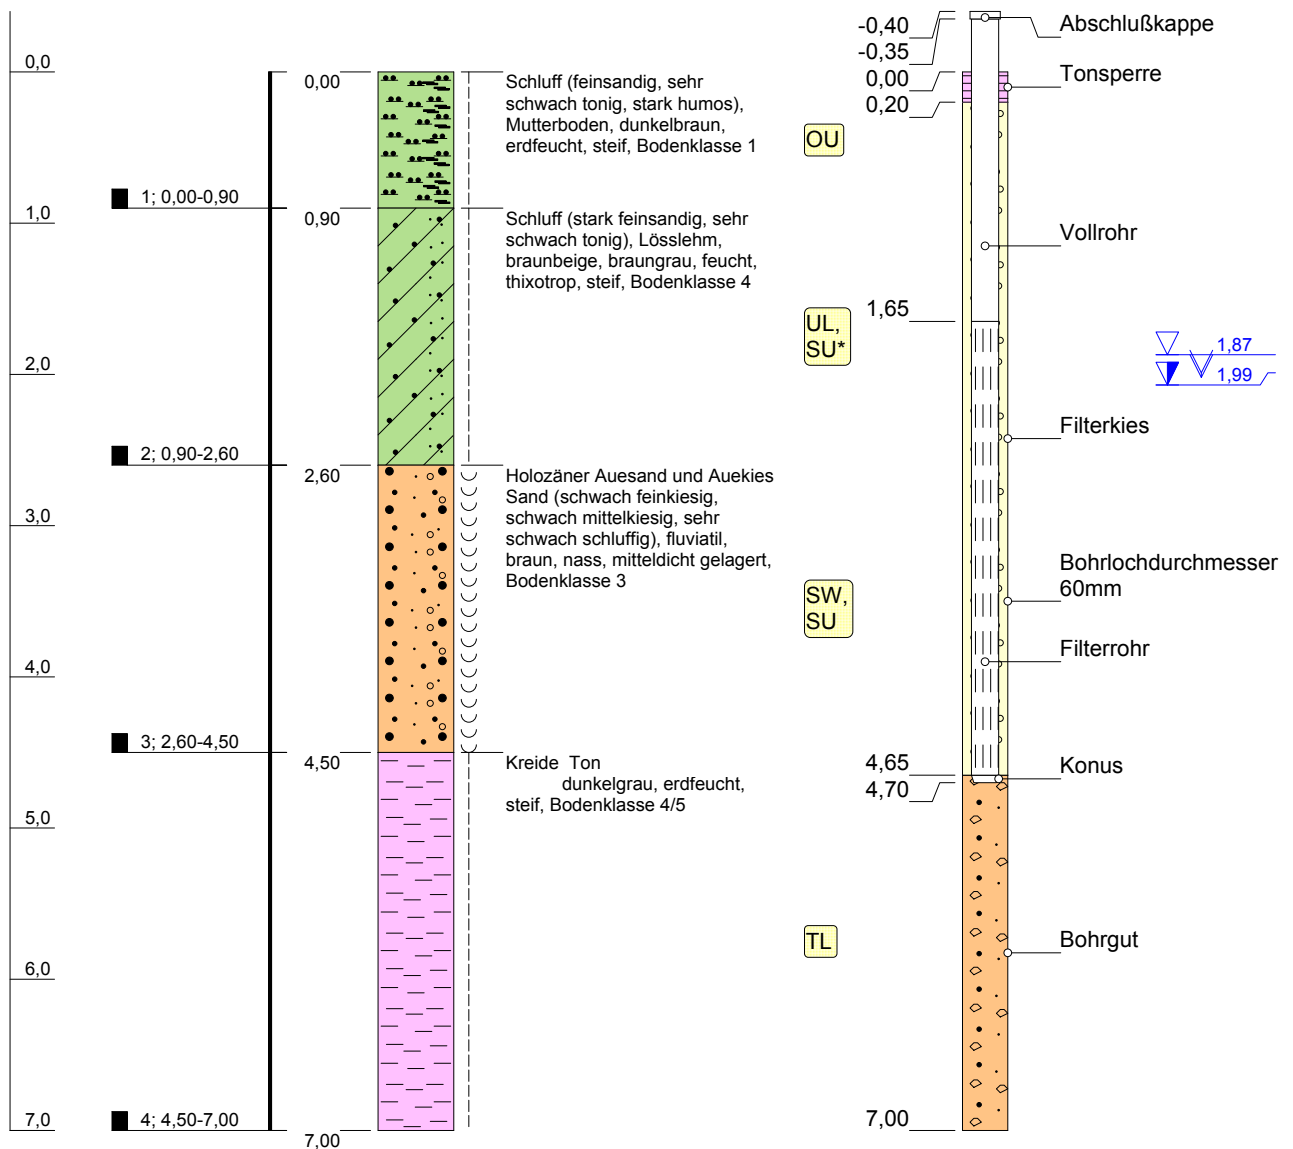 0,0
1,0
2,0
3,0
4,0
5,0
6,0
7,0
1; 0,00-0,90
2; 0,90-2,60
3; 2,60-4,50
4; 4,50-7,00
0,00
0,90
2,60
4,50
7,00
Schluff (feinsandig, sehr
schwach tonig, stark humos),
Mutterboden, dunkelbraun,
erdfeucht, steif, Bodenklasse 1
Schluff (stark feinsandig, sehr
schwach tonig), Lösslehm,
braunbeige, braungrau, feucht,
thixotrop, steif, Bodenklasse 4
Holozäner Auesand und Auekies
Sand (schwach feinkiesig,
schwach mittelkiesig, sehr
schwach schluffig), fluviatil,
braun, nass, mitteldicht gelagert,
Bodenklasse 3
Kreide Ton
dunkelgrau, erdfeucht,
steif, Bodenklasse 4/5
OU
UL,
SU*
SW,
SU
TL
-0,40
-0,35
0,00
0,20
1,65
4,65
4,70
7,00
Abschlußkappe
Tonsperre
Vollrohr
Filterkies
Bohrlochdurchmesser
60mm
Filterrohr
Konus
Bohrgut
1,87
1,99